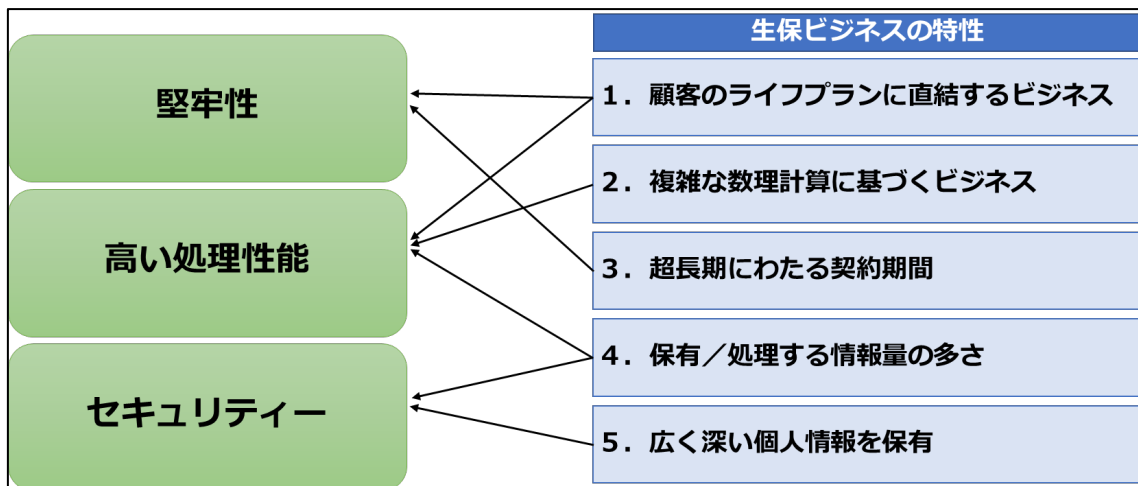 堅牢性
高い処理性能
セキュリティー
生保ビジネスの特性
１．顧客のライフプランに直結するビジネス
２．複雑な数理計算に基づくビジネス
３．超長期にわたる契約期間
４．保有／処理する情報量の多さ
５．広く深い個人情報を保有